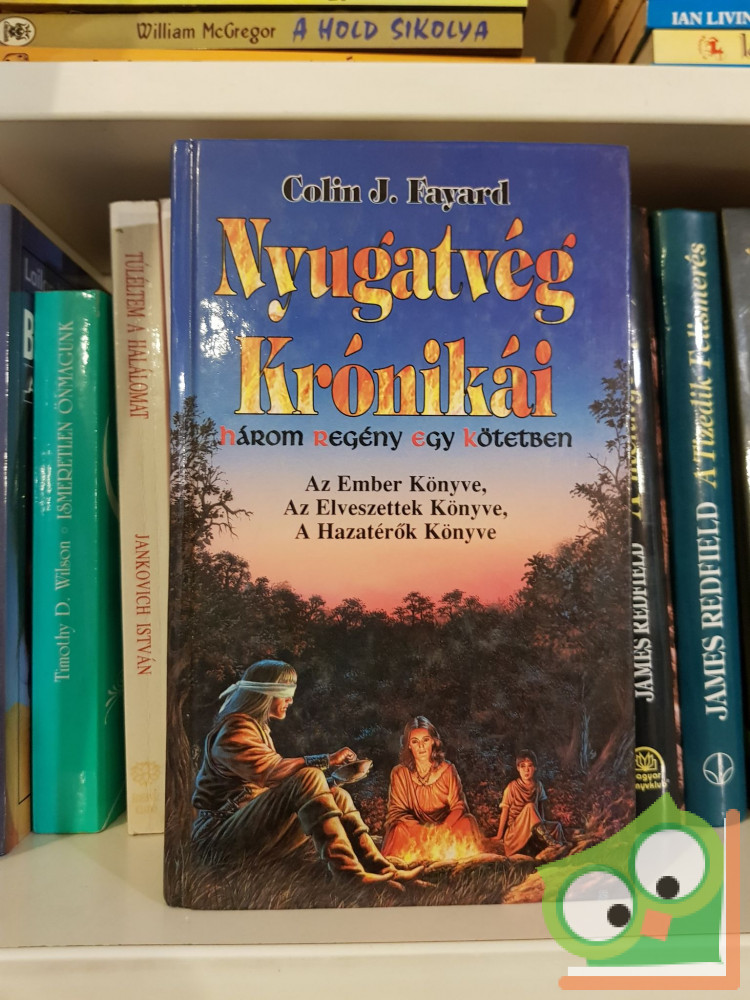 William McGregor A HOLD SIKOLYA
IAN LIVIN
Colin J. Fayard
Nyugatvég
Krónikái
három regény egy kötetben
Az Ember Könyve,
Az Elveszettek Könyve,
A Hazatérők Könyve
Timothy D. Wilson • ISMERETLEN ÖNMAGUNK
TÚLÉLTEM A HALÁLOMAT
JANKOVICH ISTVÁN
JAMES REDFIELD
JAMES REDFIELD A Tizedik Felismerés